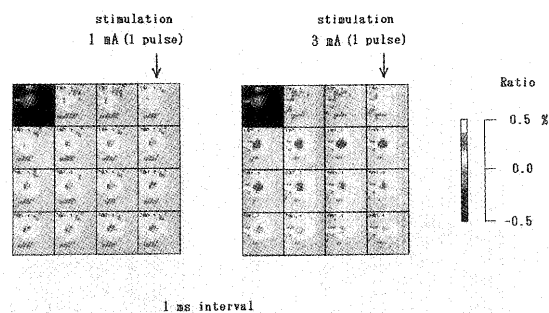 stimulation
1 mA (1 pulse)
stimulation
3 mA (1 pulse)
Ratio
0.5 %
0.0
-0.5
1 ms interval